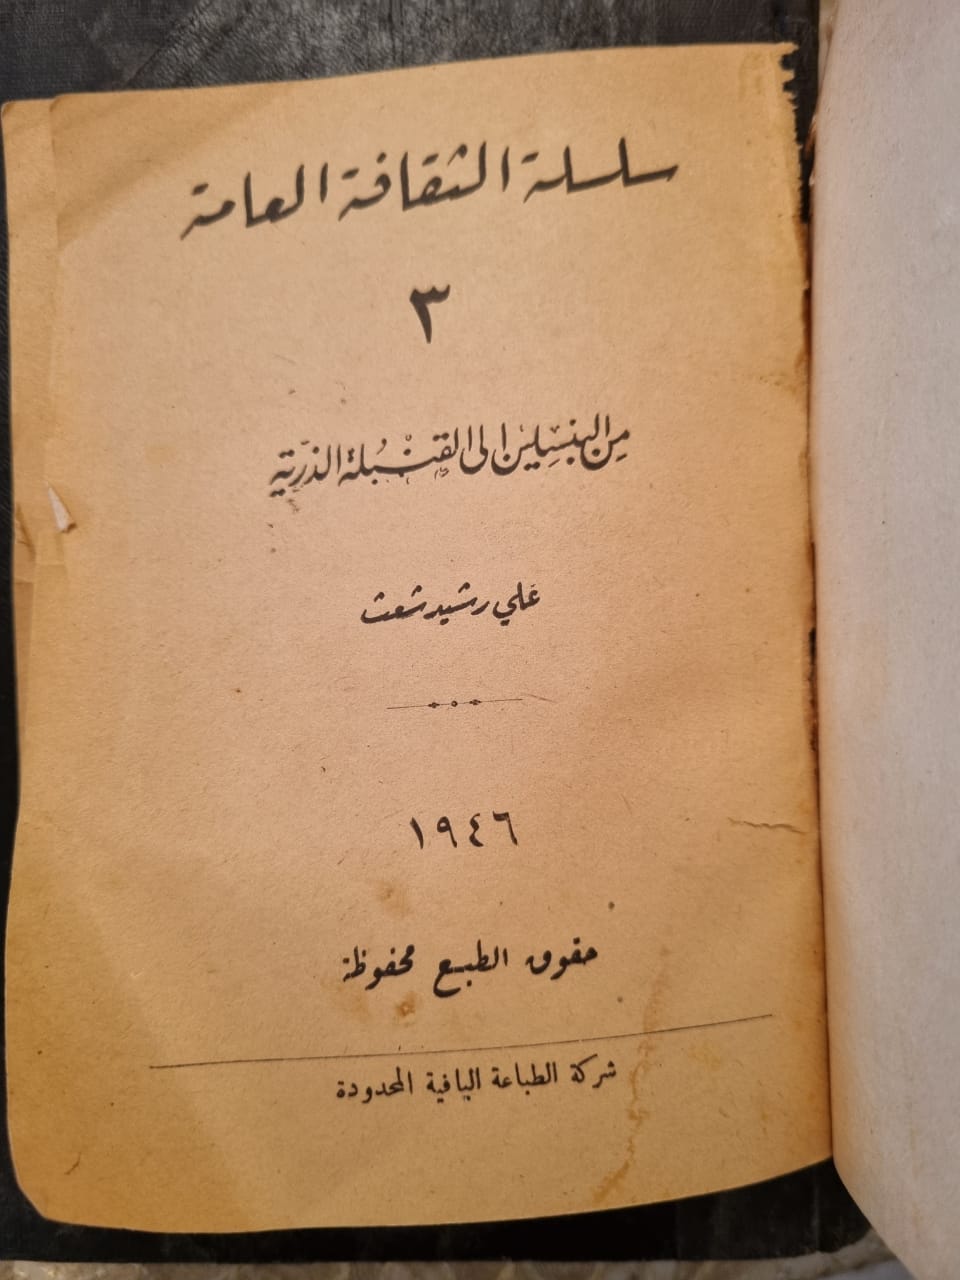 سلسلة الثقافة العامة
٣
من البنسلين الى القنبلة الذرية
علي رشيد شعث
١٩٤٦
حقوق الطبع محفوظة
شركة الطباعة اليافية المحدودة